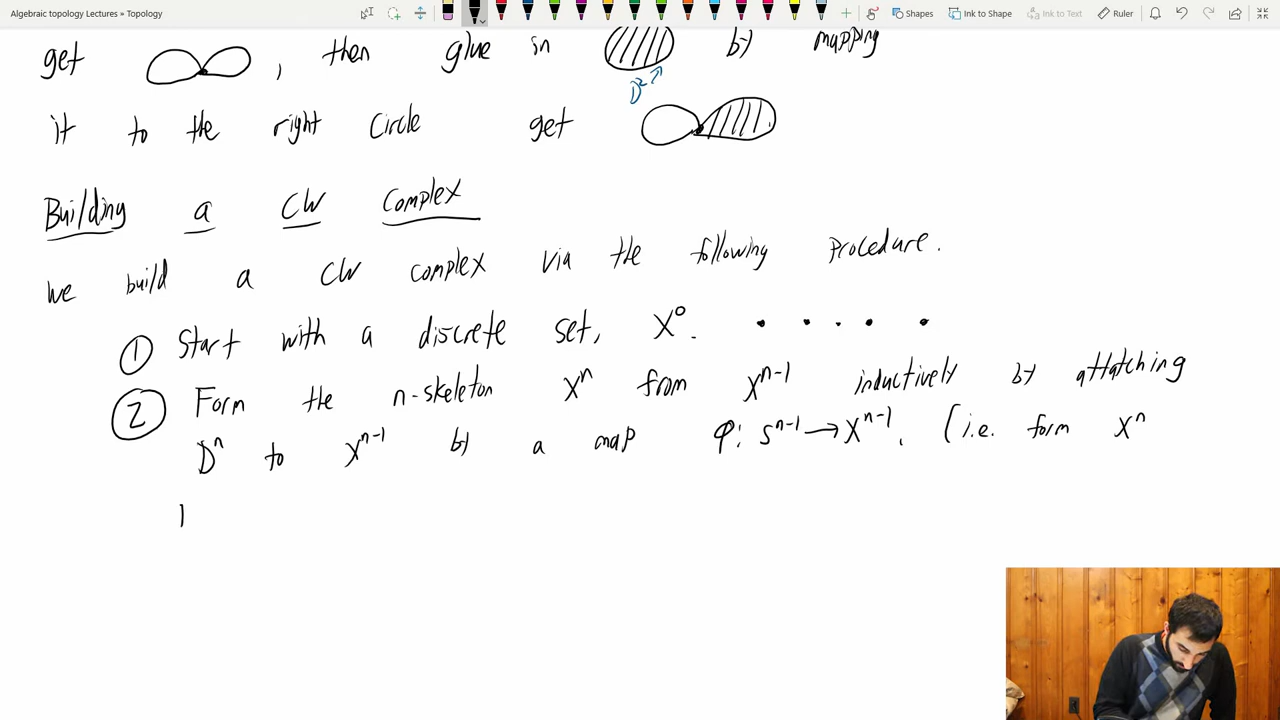 Algebraic topology Lectures » Topology
Shapes Ink to Shape Ink to Text Ruler
get , then glue in by mapping
D²
it to the right Circle get
Building a CW Complex
we build a CW complex via the following Procedure.
① Start with a discrete set, X⁰.
② Form the n-skeleton Xⁿ from Xⁿ⁻¹ inductively by attatching
Dⁿ to Xⁿ⁻¹ by a map φ: Sⁿ⁻¹ → Xⁿ⁻¹. (i.e. form Xⁿ